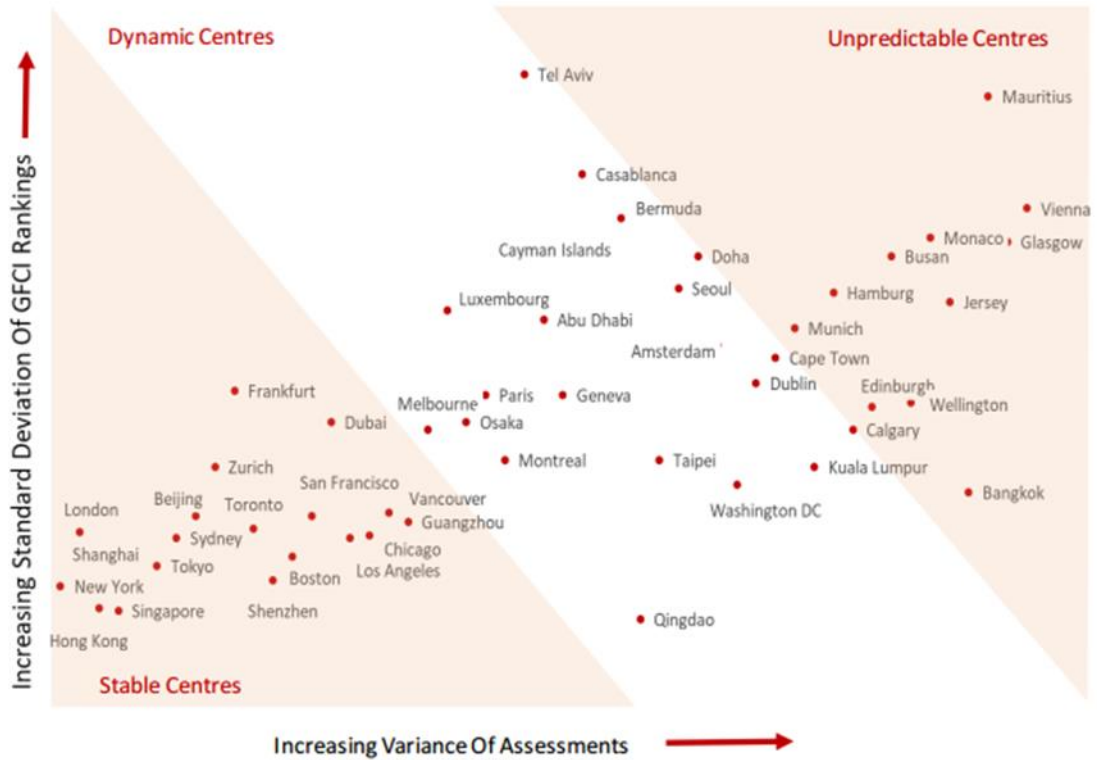 Dynamic Centres
Unpredictable Centres
Tel Aviv
Mauritius
Casablanca
Bermuda
Vienna
Monaco
Glasgow
Cayman Islands
Doha
Busan
Seoul
Hamburg
Luxembourg
Jersey
Abu Dhabi
Munich
Amsterdam
Cape Town
Dublin
Edinburgh
Frankfurt
Paris
Geneva
Melbourne
Wellington
Dubai
Osaka
Calgary
Montreal
Taipei
Zurich
Kuala Lumpur
San Francisco
Bangkok
Beijing
Toronto
Vancouver
London
Washington DC
Guangzhou
Sydney
Shanghai
Chicago
Tokyo
Los Angeles
Boston
New York
Singapore
Shenzhen
Qingdao
Hong Kong
Stable Centres
Increasing Standard Deviation Of GFCI Rankings
Increasing Variance Of Assessments